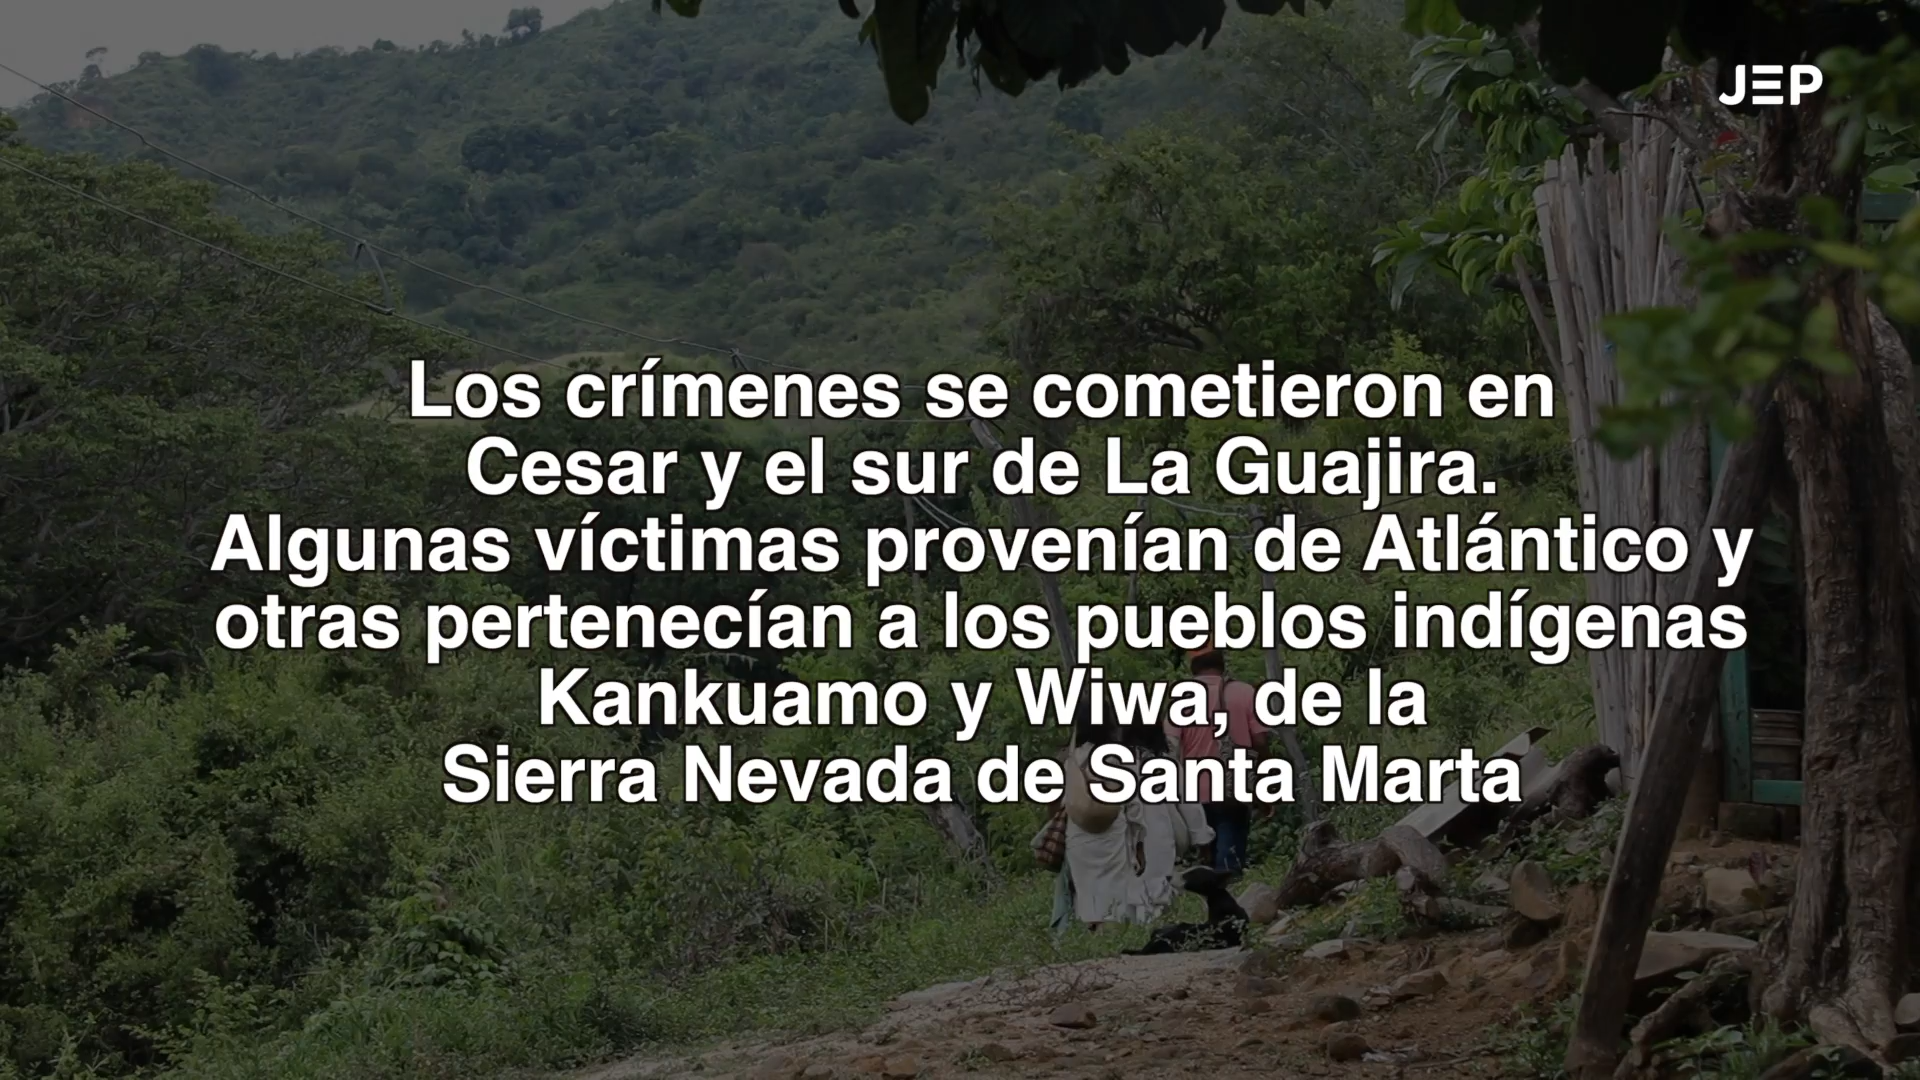 JEP
Los crímenes se cometieron en
Cesar y el sur de La Guajira.
Algunas víctimas provenían de Atlántico y
otras pertenecían a los pueblos indígenas
Kankuamo y Wiwa, de la
Sierra Nevada de Santa Marta